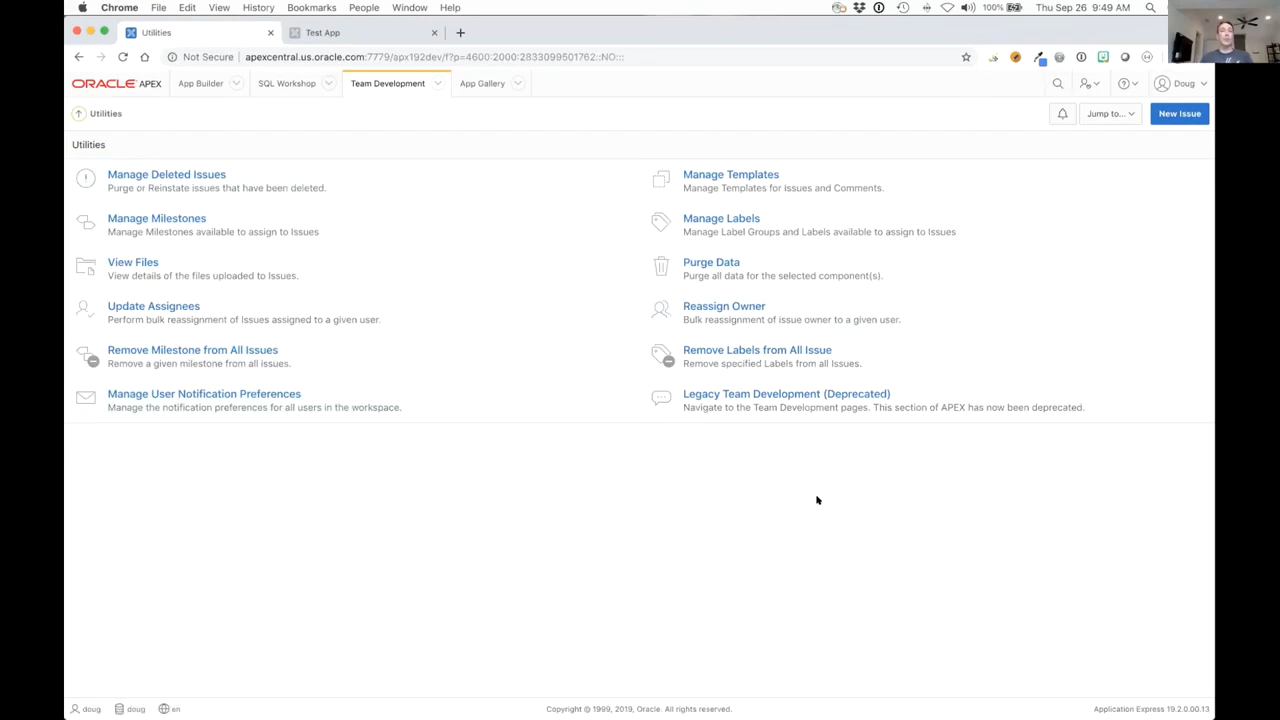 Chrome File Edit View History Bookmarks People Window Help 100% Thu Sep 26 9:49 AM
Utilities Test App
Not Secure apexcentral.us.oracle.com:7779/apx192dev/f?p=4600:2000:2833099501762::NO:::
ORACLE APEX App Builder SQL Workshop Team Development App Gallery Doug
Utilities Jump to... New Issue
Utilities
Manage Deleted Issues
Purge or Reinstate issues that have been deleted.
Manage Templates
Manage Templates for Issues and Comments.
Manage Milestones
Manage Milestones available to assign to Issues
Manage Labels
Manage Label Groups and Labels available to assign to Issues
View Files
View details of the files uploaded to Issues.
Purge Data
Purge all data for the selected component(s).
Update Assignees
Perform bulk reassignment of Issues assigned to a given user.
Reassign Owner
Bulk reassignment of issue owner to a given user.
Remove Milestone from All Issues
Remove a given milestone from all issues.
Remove Labels from All Issue
Remove specified Labels from all Issues.
Manage User Notification Preferences
Manage the notification preferences for all users in the workspace.
Legacy Team Development (Deprecated)
Navigate to the Team Development pages. This section of APEX has now been deprecated.
doug doug en Copyright © 1999, 2019, Oracle. All rights reserved. Application Express 19.2.0.00.13